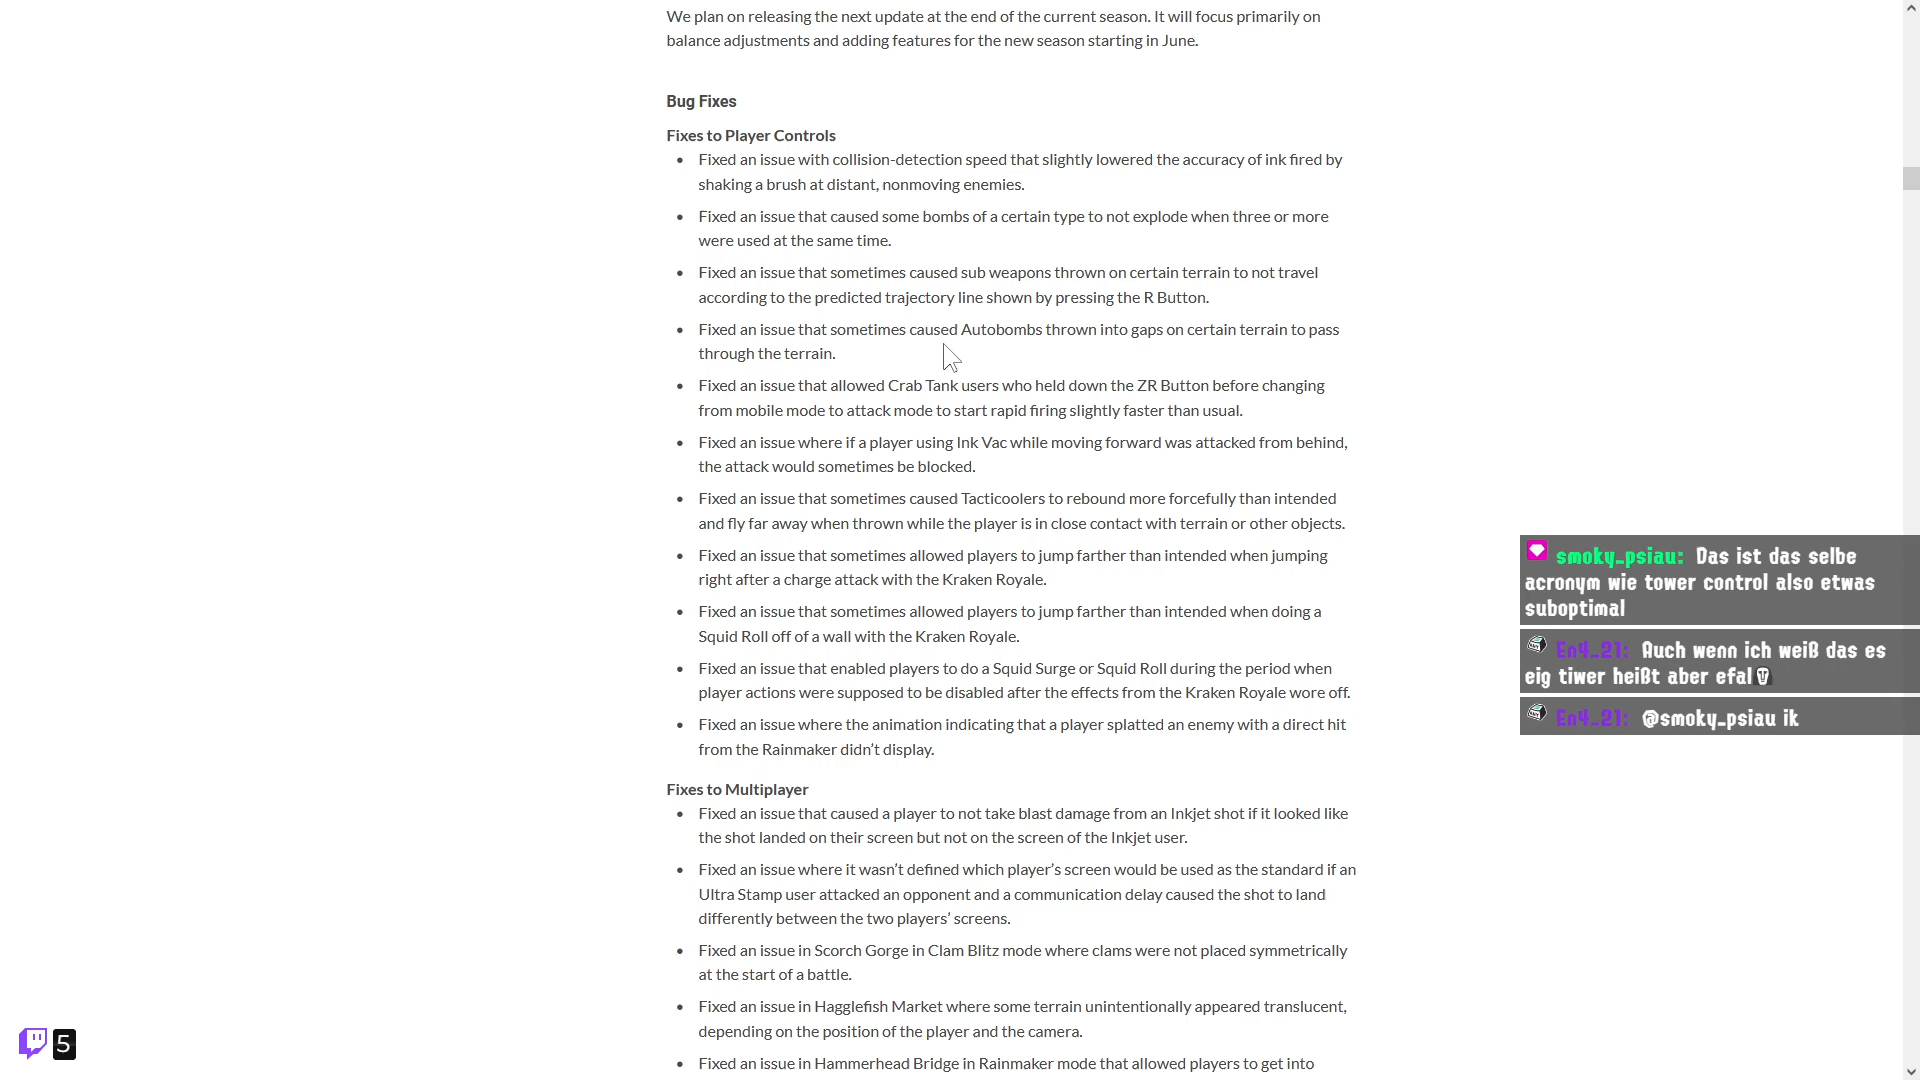 We plan on releasing the next update at the end of the current season. It will focus primarily on
balance adjustments and adding features for the new season starting in June.
Bug Fixes
Fixes to Player Controls
• Fixed an issue with collision-detection speed that slightly lowered the accuracy of ink fired by
shaking a brush at distant, nonmoving enemies.
• Fixed an issue that caused some bombs of a certain type to not explode when three or more
were used at the same time.
• Fixed an issue that sometimes caused sub weapons thrown on certain terrain to not travel
according to the predicted trajectory line shown by pressing the R Button.
• Fixed an issue that sometimes caused Autobombs thrown into gaps on certain terrain to pass
through the terrain.
• Fixed an issue that allowed Crab Tank users who held down the ZR Button before changing
from mobile mode to attack mode to start rapid firing slightly faster than usual.
• Fixed an issue where if a player using Ink Vac while moving forward was attacked from behind,
the attack would sometimes be blocked.
• Fixed an issue that sometimes caused Tacticoolers to rebound more forcefully than intended
and fly far away when thrown while the player is in close contact with terrain or other objects.
• Fixed an issue that sometimes allowed players to jump farther than intended when jumping
right after a charge attack with the Kraken Royale.
• Fixed an issue that sometimes allowed players to jump farther than intended when doing a
Squid Roll off of a wall with the Kraken Royale.
• Fixed an issue that enabled players to do a Squid Surge or Squid Roll during the period when
player actions were supposed to be disabled after the effects from the Kraken Royale wore off.
• Fixed an issue where the animation indicating that a player splatted an enemy with a direct hit
from the Rainmaker didn’t display.
Fixes to Multiplayer
• Fixed an issue that caused a player to not take blast damage from an Inkjet shot if it looked like
the shot landed on their screen but not on the screen of the Inkjet user.
• Fixed an issue where it wasn’t defined which player’s screen would be used as the standard if an
Ultra Stamp user attacked an opponent and a communication delay caused the shot to land
differently between the two players’ screens.
• Fixed an issue in Scorch Gorge in Clam Blitz mode where clams were not placed symmetrically
at the start of a battle.
• Fixed an issue in Hagglefish Market where some terrain unintentionally appeared translucent,
depending on the position of the player and the camera.
• Fixed an issue in Hammerhead Bridge in Rainmaker mode that allowed players to get into
smoky_psiau: Das ist das selbe
acronym wie tower control also etwas
suboptimal
En4_21: Auch wenn ich weiß das es
eig tiwer heißt aber efal
En4_21: @smoky_psiau ik
5